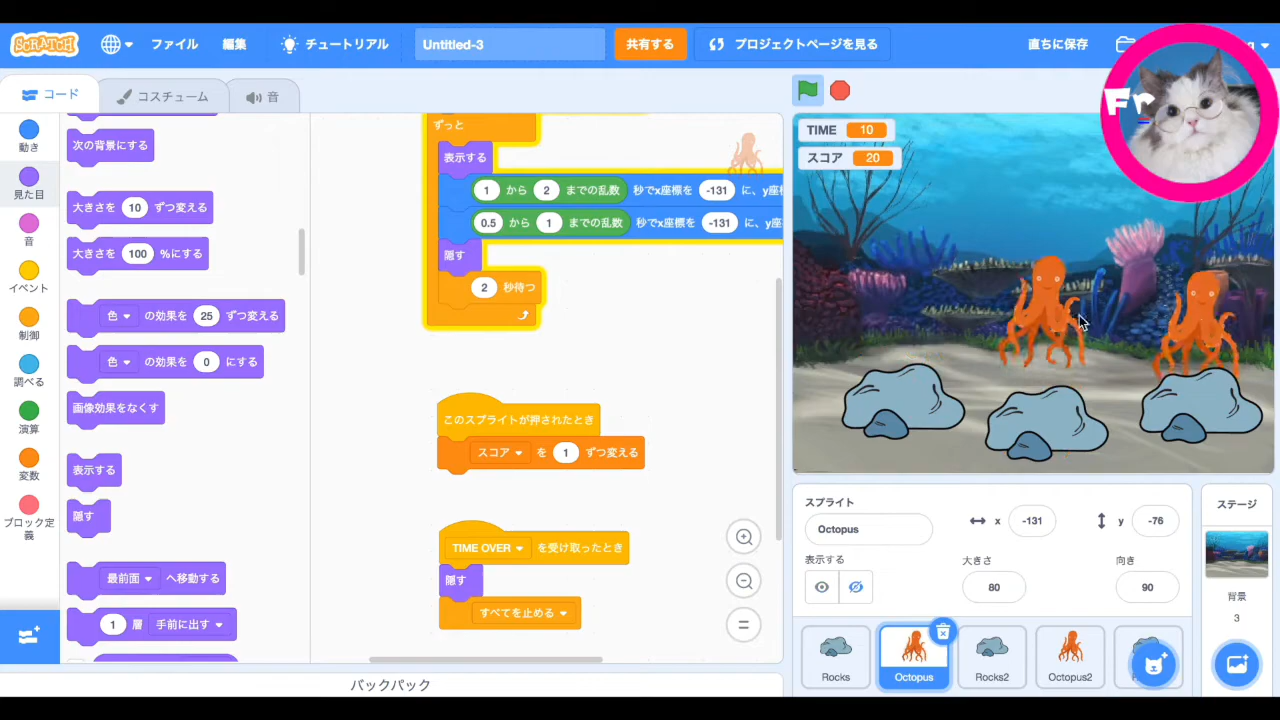 SCRATCH
ファイル
編集
チュートリアル
Untitled-3
共有する
プロジェクトページを見る
直ちに保存
Fr
コード
コスチューム
音
動き
見た目
音
イベント
制御
調べる
演算
変数
ブロック定義
次の背景にする
大きさを 10 ずつ変える
大きさを 100 %にする
色 の効果を 25 ずつ変える
色 の効果を 0 にする
画像効果をなくす
表示する
隠す
最前面 へ移動する
1 層 手前に出す
ずっと
表示する
1 から 2 までの乱数 秒でx座標を -131 に、y座
0.5 から 1 までの乱数 秒でx座標を -131 に、y座
隠す
2 秒待つ
このスプライトが押されたとき
スコア を 1 ずつ変える
TIME OVER を受け取ったとき
隠す
すべてを止める
バックパック
TIME 10
スコア 20
スプライト
Octopus
x -131
y -76
表示する
大きさ
80
向き
90
Rocks
Octopus
Rocks2
Octopus2
ステージ
背景
3